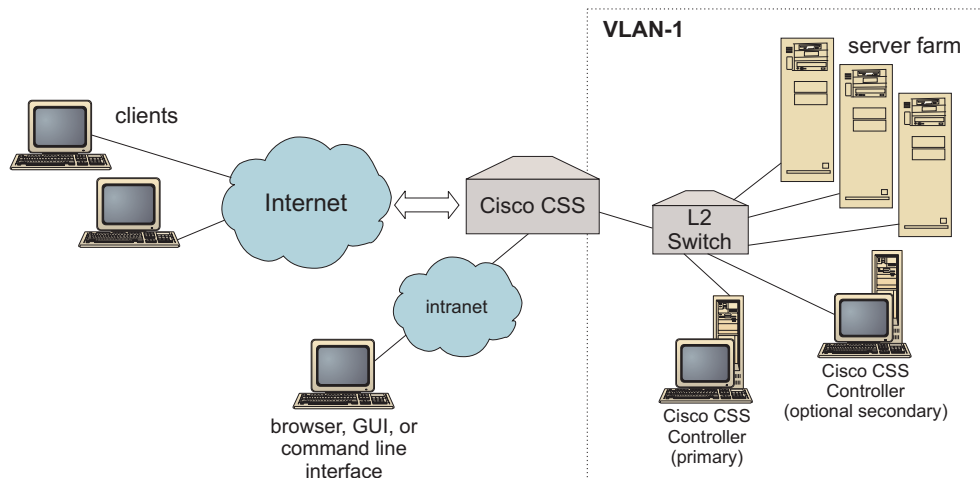 VLAN-1
server farm
clients
Internet
Cisco CSS
L2
Switch
intranet
browser, GUI, or
command line
interface
Cisco CSS
Controller
(primary)
Cisco CSS
Controller
(optional secondary)